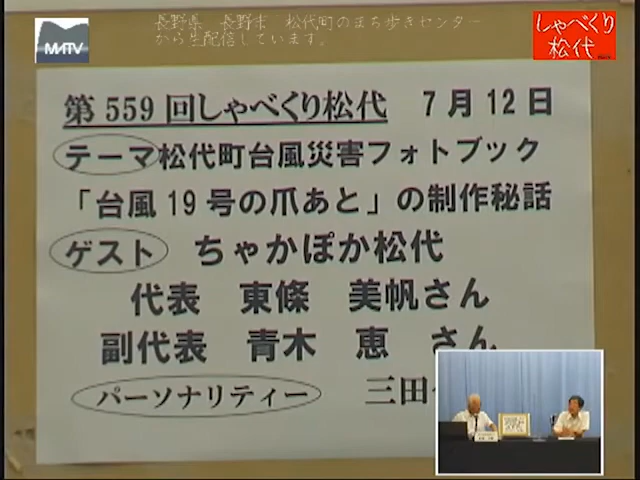 長野県　長野市　松代町のまち歩きセンター
から生配信しています。
MATV
しゃべくり
松代
第559回しゃべくり松代　7月12日
テーマ 松代町台風災害フォトブック
「台風19号の爪あと」の制作秘話
ゲスト　ちゃかぽか松代
代表　東條　美帆さん
副代表　青木　恵　さん
パーソナリティー　三田